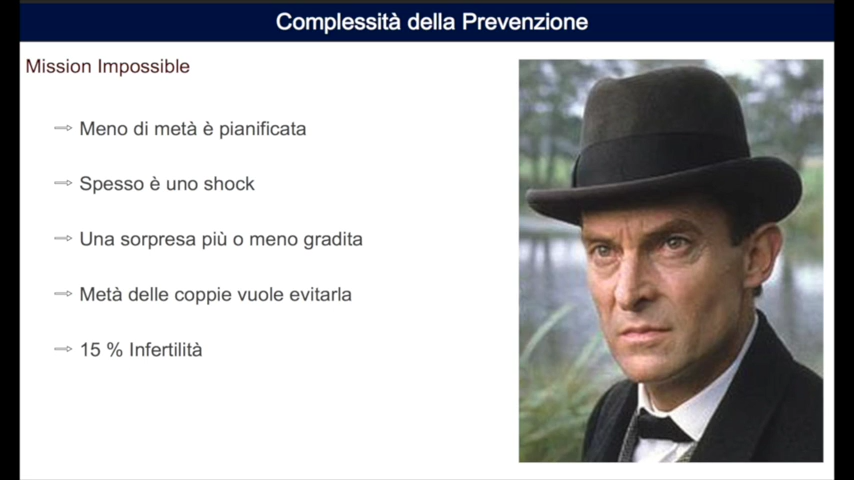 Complessità della Prevenzione
Mission Impossible
⇨ Meno di metà è pianificata
⇨ Spesso è uno shock
⇨ Una sorpresa più o meno gradita
⇨ Metà delle coppie vuole evitarla
⇨ 15 % Infertilità